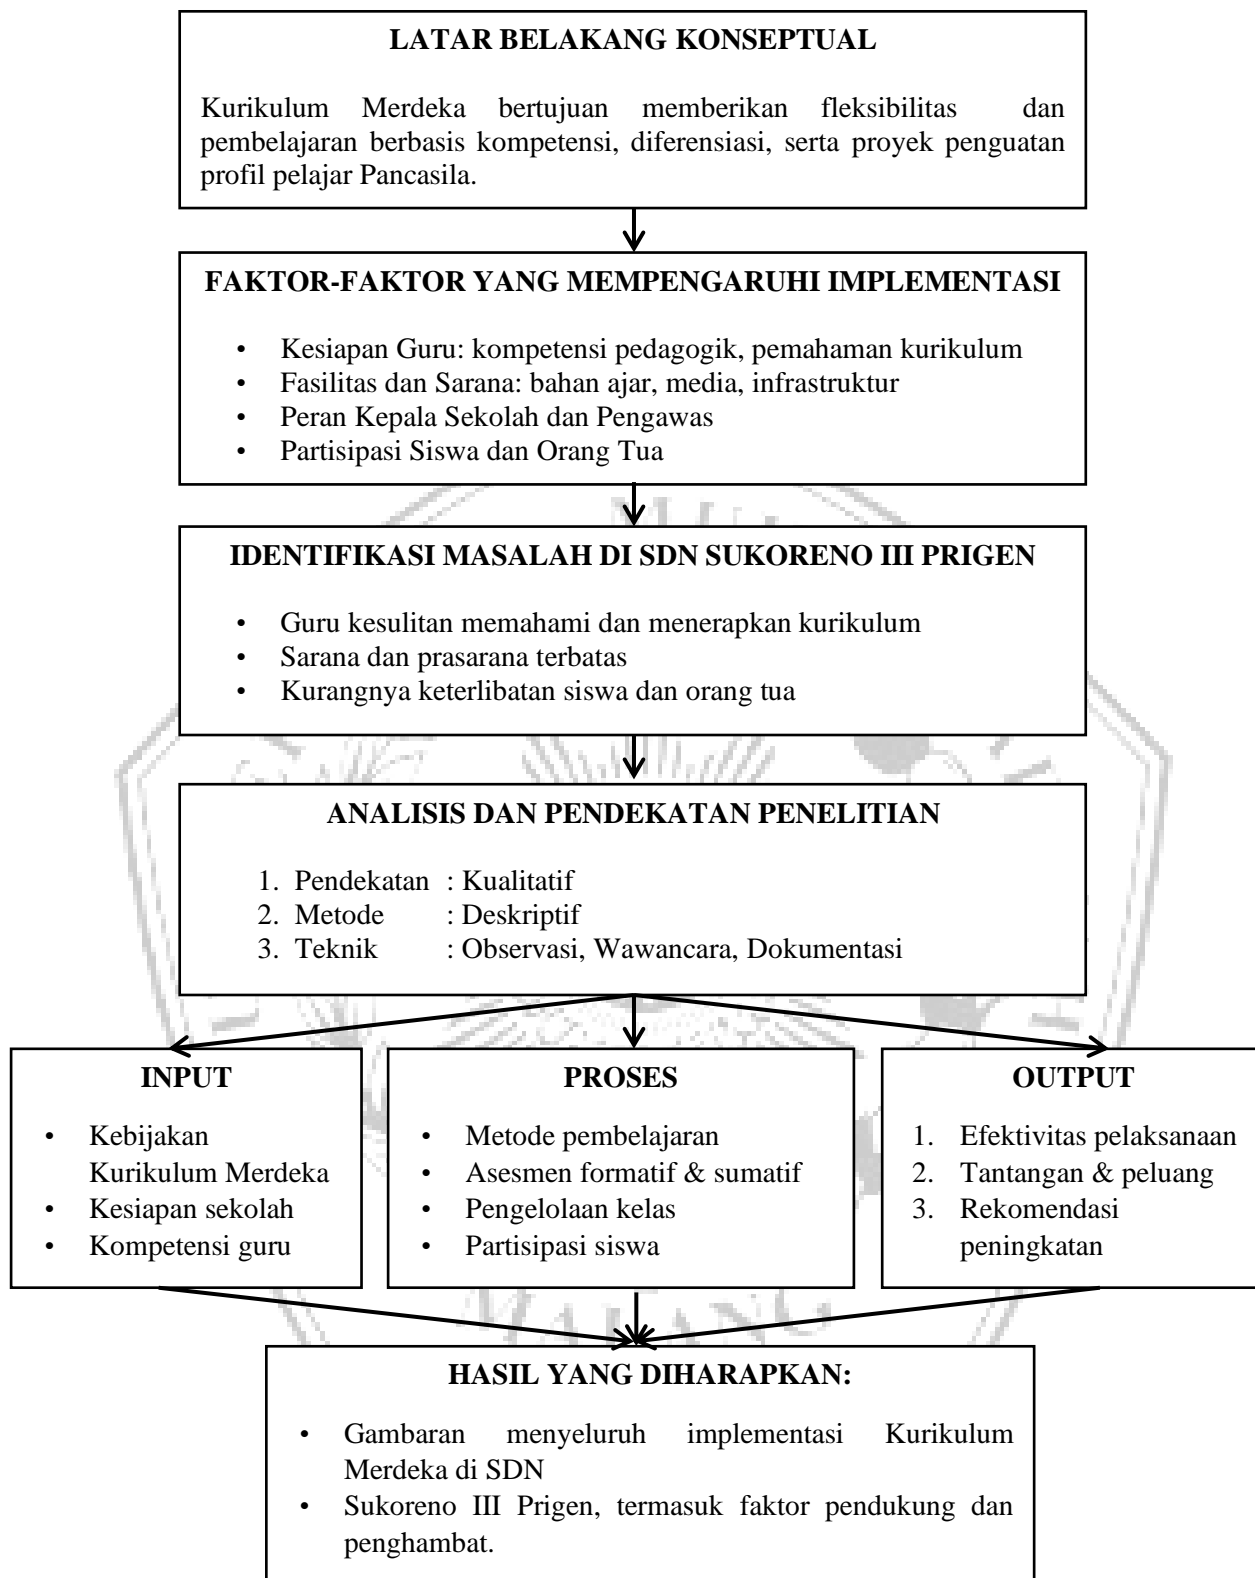 LATAR BELAKANG KONSEPTUAL
Kurikulum Merdeka bertujuan memberikan fleksibilitas dan
pembelajaran berbasis kompetensi, diferensiasi, serta proyek penguatan
profil pelajar Pancasila.
FAKTOR-FAKTOR YANG MEMPENGARUHI IMPLEMENTASI
• Kesiapan Guru: kompetensi pedagogik, pemahaman kurikulum
• Fasilitas dan Sarana: bahan ajar, media, infrastruktur
• Peran Kepala Sekolah dan Pengawas
• Partisipasi Siswa dan Orang Tua
IDENTIFIKASI MASALAH DI SDN SUKORENO III PRIGEN
• Guru kesulitan memahami dan menerapkan kurikulum
• Sarana dan prasarana terbatas
• Kurangnya keterlibatan siswa dan orang tua
ANALISIS DAN PENDEKATAN PENELITIAN
1. Pendekatan : Kualitatif
2. Metode : Deskriptif
3. Teknik : Observasi, Wawancara, Dokumentasi
INPUT
• Kebijakan
Kurikulum Merdeka
• Kesiapan sekolah
• Kompetensi guru
PROSES
• Metode pembelajaran
• Asesmen formatif & sumatif
• Pengelolaan kelas
• Partisipasi siswa
OUTPUT
1. Efektivitas pelaksanaan
2. Tantangan & peluang
3. Rekomendasi
peningkatan
MALANG
HASIL YANG DIHARAPKAN:
• Gambaran menyeluruh implementasi Kurikulum
Merdeka di SDN
• Sukoreno III Prigen, termasuk faktor pendukung dan
penghambat.